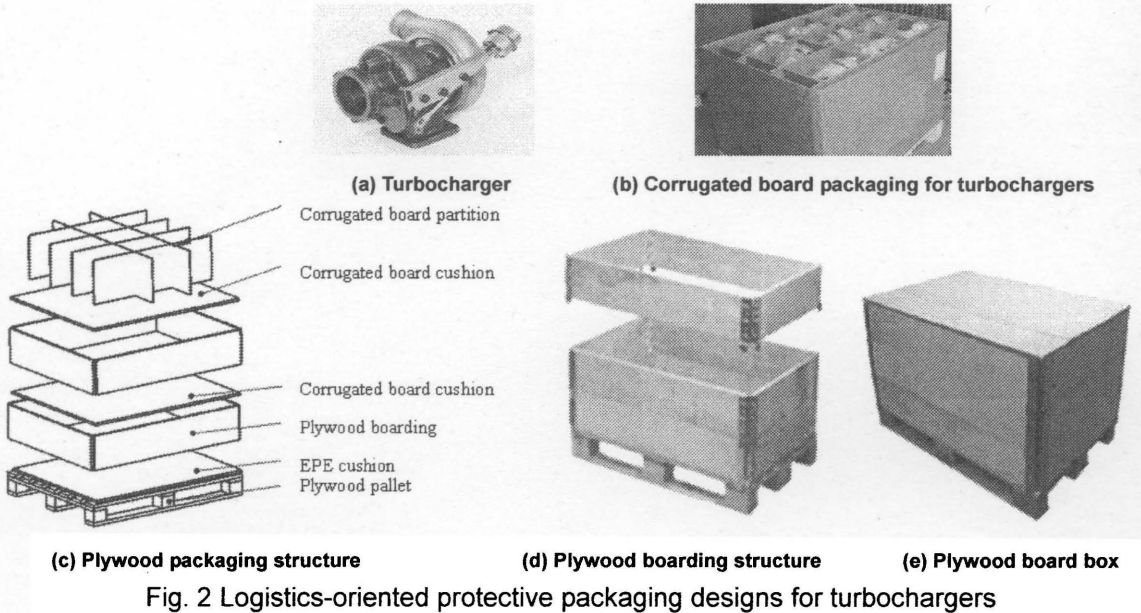 (a) Turbocharger
(b) Corrugated board packaging for turbochargers
Corrugated board partition
Corrugated board cushion
Corrugated board cushion
Plywood boarding
EPE cushion
Plywood pallet
(c) Plywood packaging structure
(d) Plywood boarding structure
(e) Plywood board box
Fig. 2 Logistics-oriented protective packaging designs for turbochargers